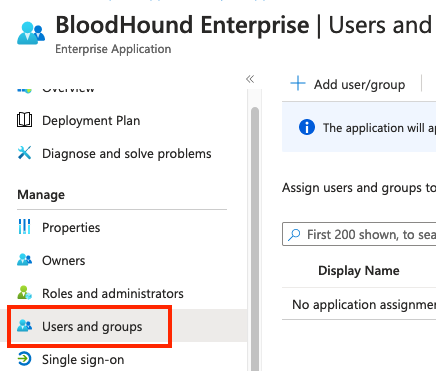 BloodHound Enterprise | Users and
Enterprise Application
Overview
Deployment Plan
Diagnose and solve problems
Manage
Properties
Owners
Roles and administrators
Users and groups
Single sign-on
Add user/group
The application will a
Assign users and groups to
First 200 shown, to sea
Display Name
No application assignme